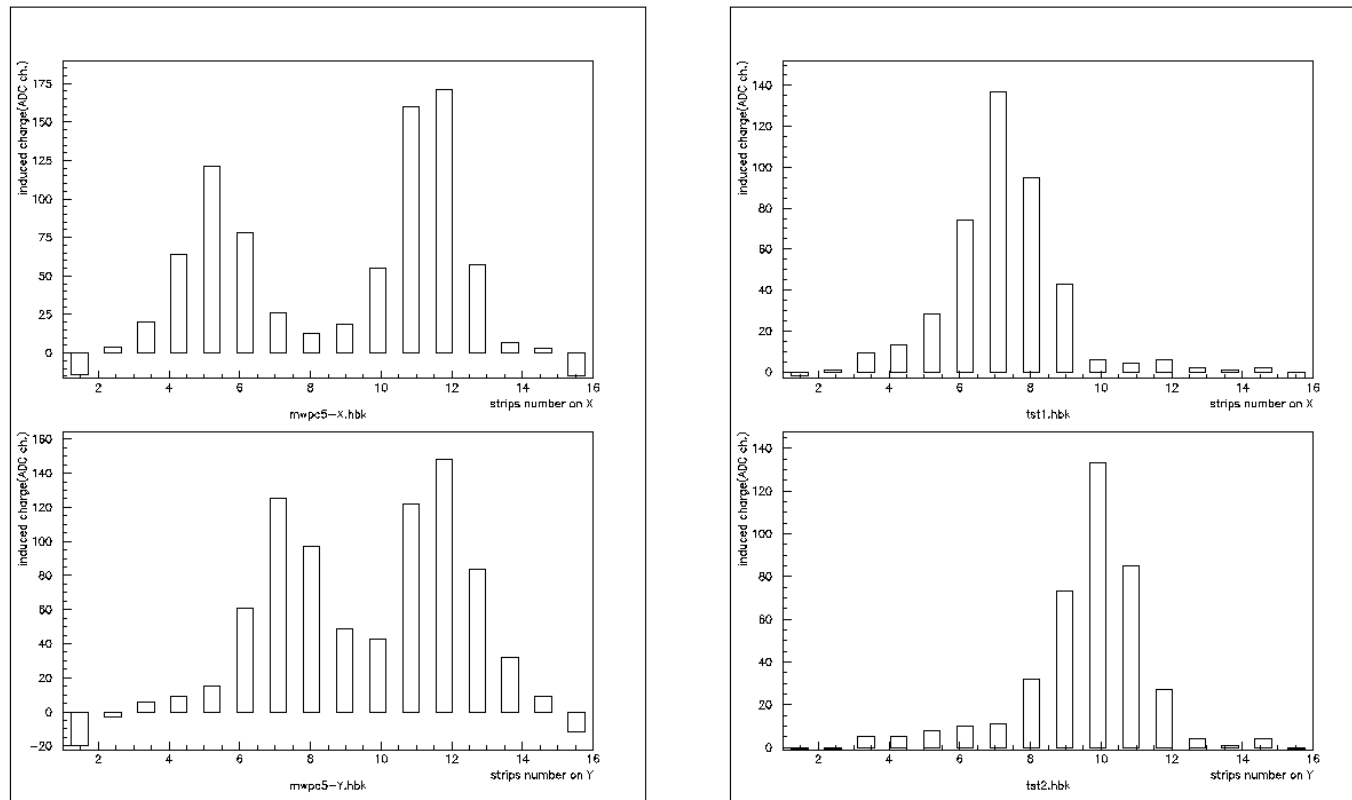 induced charge(ADC ch.)
175
150
125
100
75
50
25
0
2 4 6 8 10 12 14 16
strips number on X
mwpc5-X.hbk
induced charge(ADC ch.)
160
140
120
100
80
60
40
20
0
-20
2 4 6 8 10 12 14 16
strips number on Y
mwpc5-Y.hbk
induced charge(ADC ch.)
140
120
100
80
60
40
20
0
2 4 6 8 10 12 14 16
strips number on X
tst1.hbk
induced charge(ADC ch.)
140
120
100
80
60
40
20
0
2 4 6 8 10 12 14 16
strips number on Y
tst2.hbk